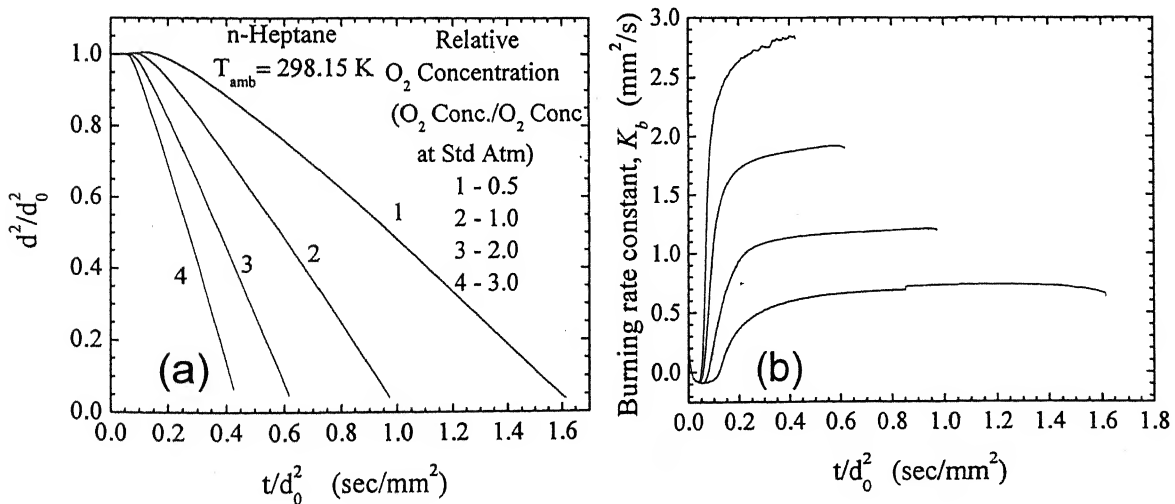 n-Heptane
T_amb = 298.15 K
Relative
O₂ Concentration
(O₂ Conc./O₂ Conc
at Std Atm)
1 - 0.5
2 - 1.0
3 - 2.0
4 - 3.0
1.0
0.8
0.6
0.4
0.2
0.0
d²/d₀²
1
2
3
4
(a)
0.0 0.2 0.4 0.6 0.8 1.0 1.2 1.4 1.6
t/d₀² (sec/mm²)
3.0
2.5
2.0
1.5
1.0
0.5
0.0
Burning rate constant, K_b (mm²/s)
(b)
0.0 0.2 0.4 0.6 0.8 1.0 1.2 1.4 1.6 1.8
t/d₀² (sec/mm²)